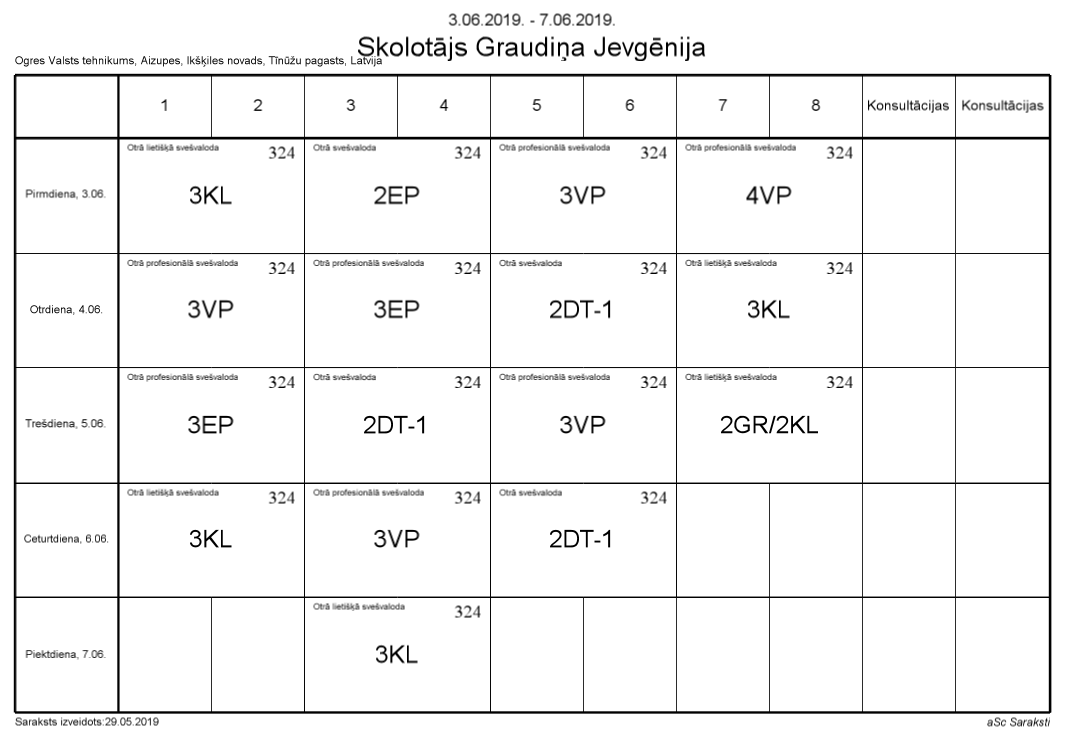 3.06.2019. - 7.06.2019.
Skolotājs Graudiņa Jevgēnija
Ogres Valsts tehnikums, Aizupes, Ikšķiles novads, Tīnūžu pagasts, Latvija
1 2 3 4 5 6 7 8 Konsultācijas Konsultācijas
Otrā lietišķā svešvaloda 324 Otrā svešvaloda 324 Otrā profesionālā svešvaloda 324 Otrā profesionālā svešvaloda 324
Pirmdiena, 3.06. 3KL 2EP 3VP 4VP
Otrā profesionālā svešvaloda 324 Otrā profesionālā svešvaloda 324 Otrā svešvaloda 324 Otrā lietišķā svešvaloda 324
Otrdiena, 4.06. 3VP 3EP 2DT-1 3KL
Otrā profesionālā svešvaloda 324 Otrā svešvaloda 324 Otrā profesionālā svešvaloda 324 Otrā lietišķā svešvaloda 324
Trešdiena, 5.06. 3EP 2DT-1 3VP 2GR/2KL
Otrā lietišķā svešvaloda 324 Otrā profesionālā svešvaloda 324 Otrā svešvaloda 324
Ceturtdiena, 6.06. 3KL 3VP 2DT-1
Otrā lietišķā svešvaloda 324
Piektdiena, 7.06. 3KL
Saraksts izveidots:29.05.2019 aSc Saraksti